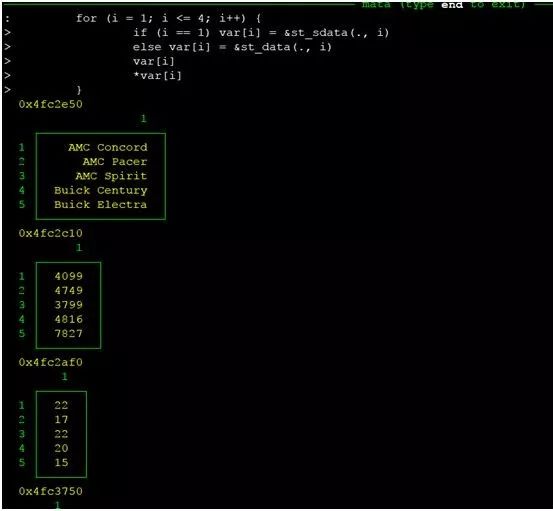 mata (type end to exit)
: for (i = 1; i <= 4; i++) {
> if (i == 1) var[i] = &st_sdata(., i)
> else var[i] = &st_data(., i)
> var[i]
> *var[i]
> }
0x4fc2e50
1
1 AMC Concord
2 AMC Pacer
3 AMC Spirit
4 Buick Century
5 Buick Electra
0x4fc2c10
1
1 4099
2 4749
3 3799
4 4816
5 7827
0x4fc2af0
1
1 22
2 17
3 22
4 20
5 15
0x4fc3750
1